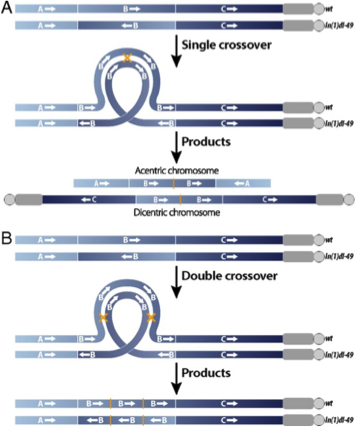 A
A B C wt
B C In(1)dl-49
A B C
Single crossover
B B B
B B
A B B C wt
A B B C In(1)dl-49
Products
Acentric chromosome
A B B A
C B B C
Dicentric chromosome
B
A B C wt
A B C In(1)dl-49
Double crossover
B B B
B B
A B B C wt
A B B C In(1)dl-49
Products
A B B B C wt
A B B B C In(1)dl-49